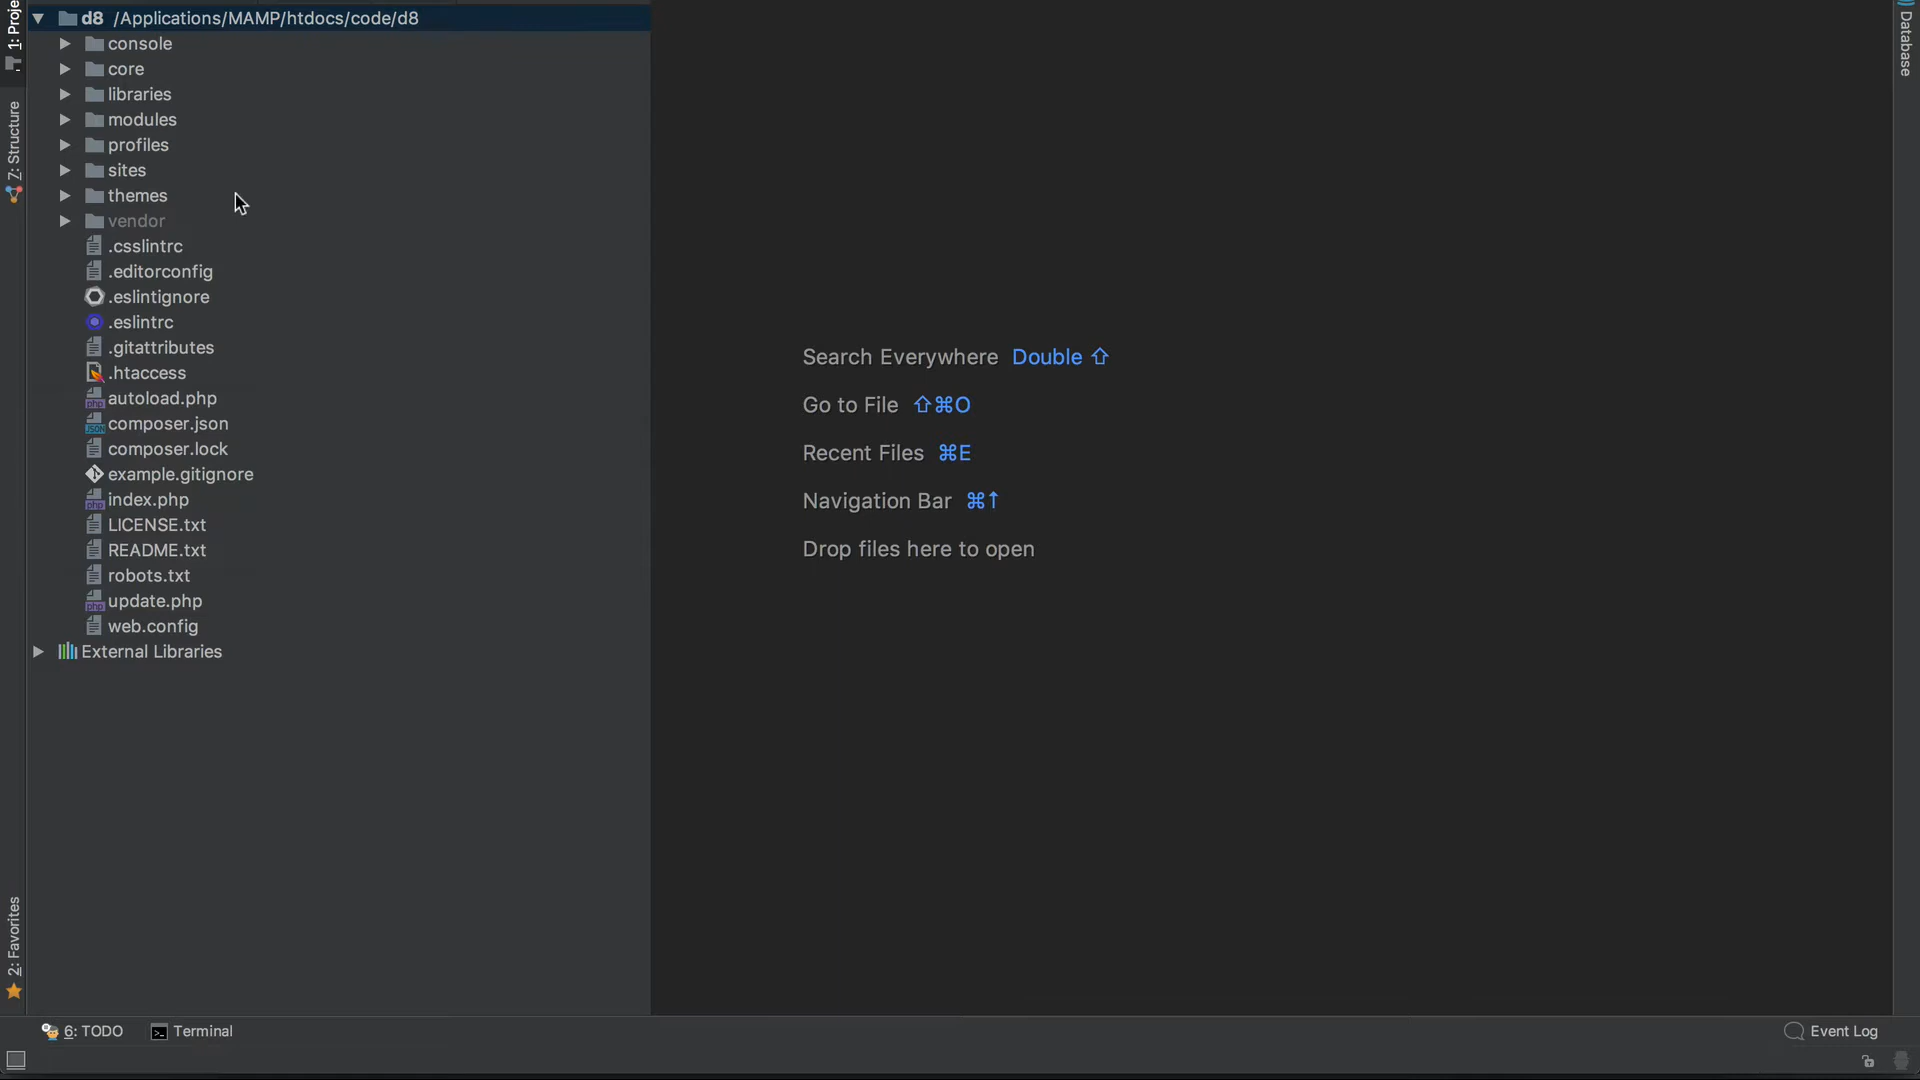 1: Proje
d8 /Applications/MAMP/htdocs/code/d8
console
core
libraries
modules
profiles
sites
themes
vendor
.csslintrc
.editorconfig
.eslintignore
.eslintrc
.gitattributes
.htaccess
autoload.php
composer.json
composer.lock
example.gitignore
index.php
LICENSE.txt
README.txt
robots.txt
update.php
web.config
External Libraries
Z: Structure
2: Favorites
Search Everywhere Double ⇧
Go to File ⇧⌘O
Recent Files ⌘E
Navigation Bar ⌘↑
Drop files here to open
Database
6: TODO
Terminal
Event Log